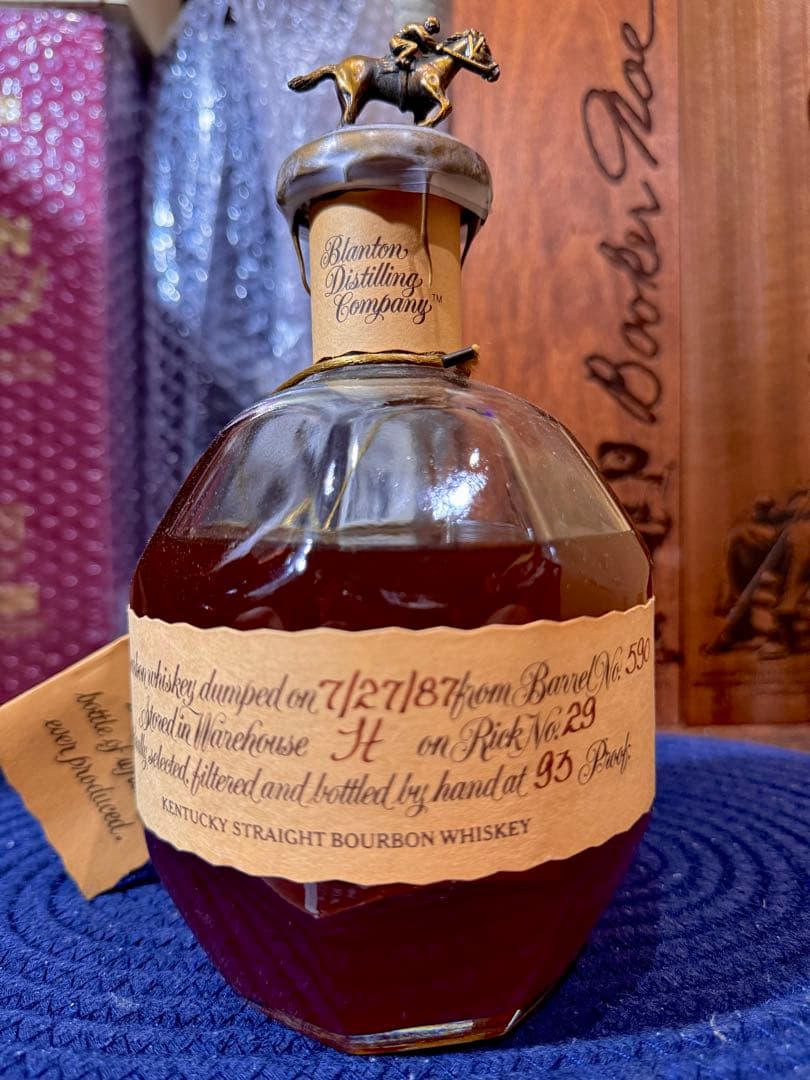 Blanton
Distilling
Company™
whiskey dumped on 7/27/87 from Barrel No. 590
Stored in Warehouse H on Rick No. 29
selected, filtered and bottled by hand at 93 Proof.
KENTUCKY STRAIGHT BOURBON WHISKEY
bottle of
ever produced.
Booker Noe